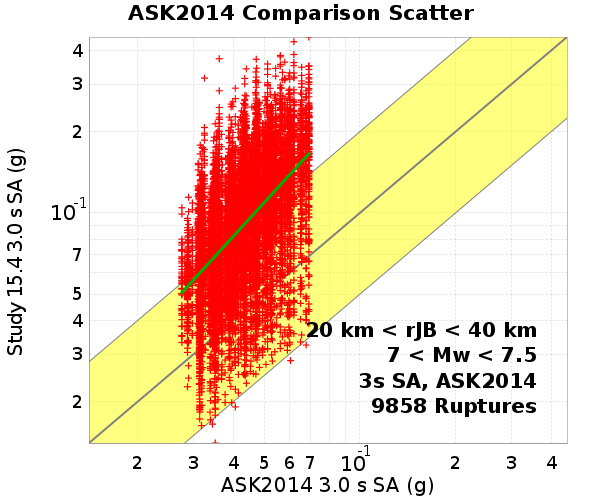 ASK2014 Comparison Scatter
4
3
2
10-1
7
5
4
3
2
Study 15.4 3.0 s SA (g)
20 km < rJB < 40 km
7 < Mw < 7.5
3s SA, ASK2014
9858 Ruptures
2 3 4 5 6 7 10-1 2 3 4
ASK2014 3.0 s SA (g)